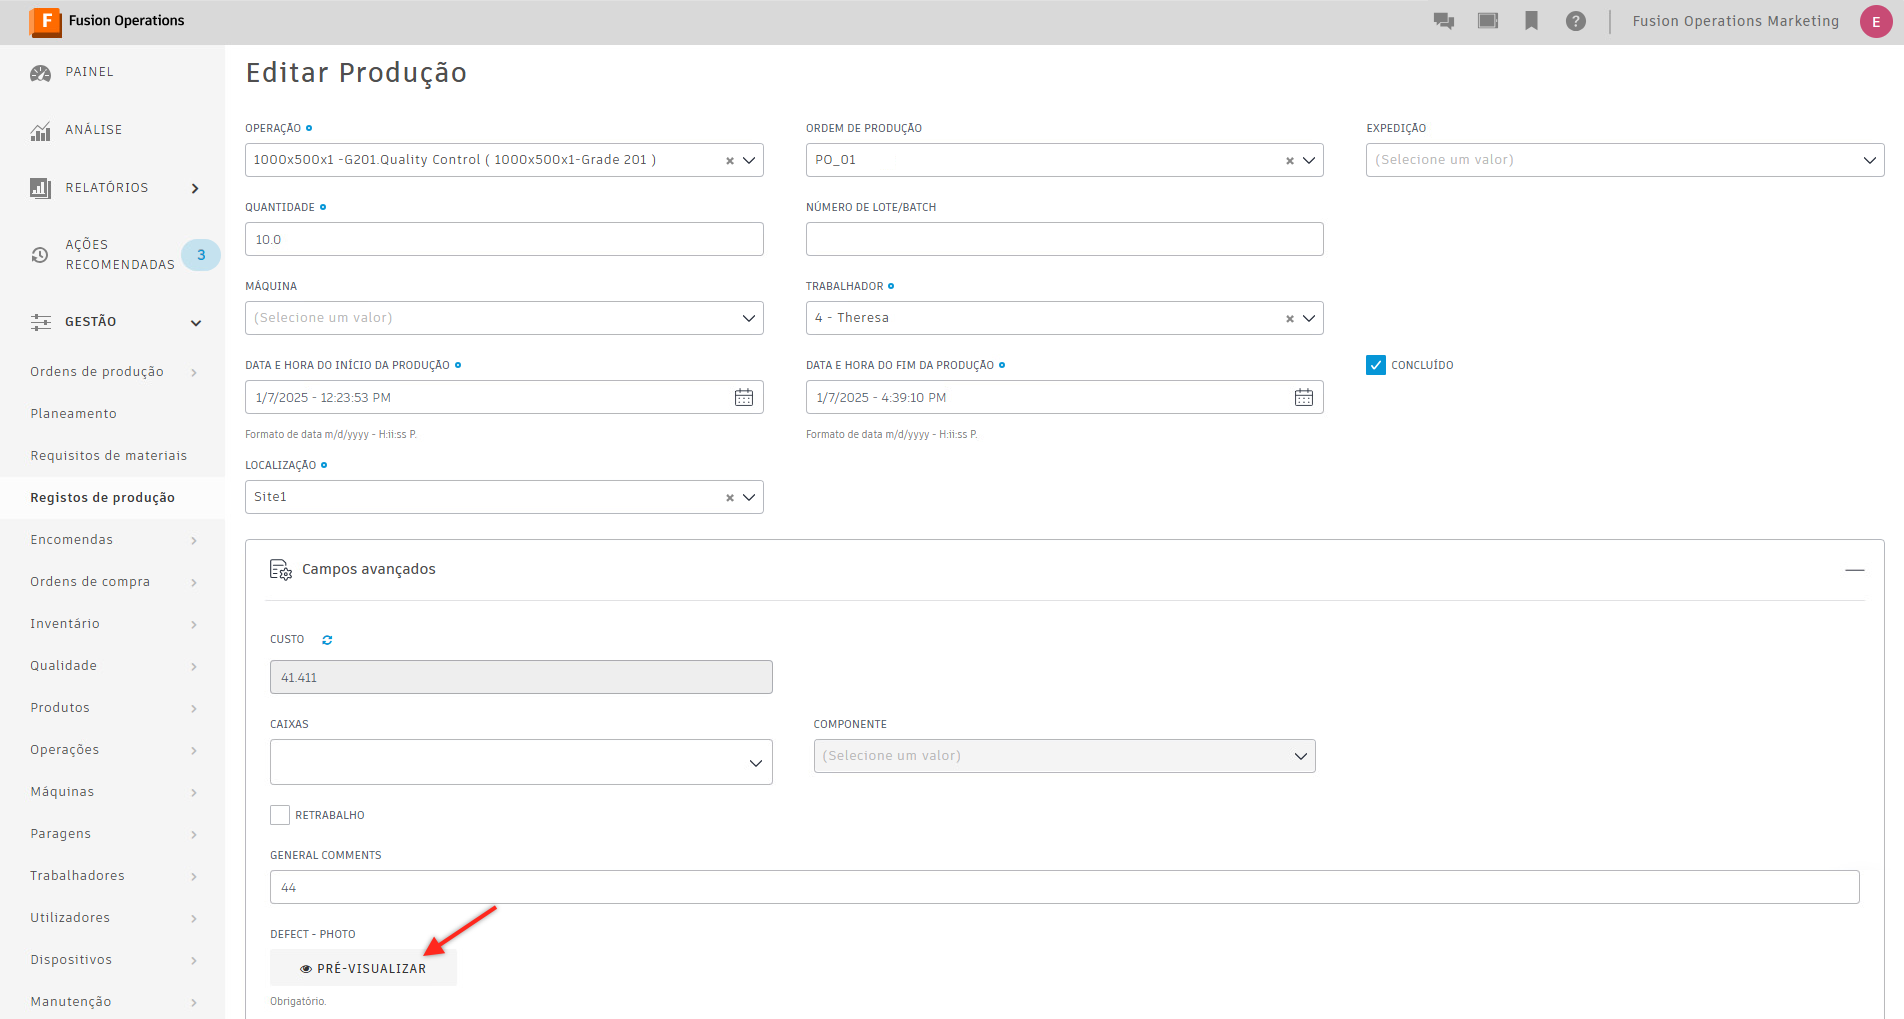 F Fusion Operations
Fusion Operations Marketing
E
PAINEL
ANÁLISE
RELATÓRIOS
AÇÕES
RECOMENDADAS
3
GESTÃO
Ordens de produção
Planeamento
Requisitos de materiais
Registos de produção
Encomendas
Ordens de compra
Inventário
Qualidade
Produtos
Operações
Máquinas
Paragens
Trabalhadores
Utilizadores
Dispositivos
Manutenção
Editar Produção
OPERAÇÃO
1000x500x1 -G201.Quality Control ( 1000x500x1-Grade 201 )
ORDEM DE PRODUÇÃO
PO_01
EXPEDIÇÃO
(Selecione um valor)
QUANTIDADE
10.0
NÚMERO DE LOTE/BATCH
MÁQUINA
(Selecione um valor)
TRABALHADOR
4 - Theresa
DATA E HORA DO INÍCIO DA PRODUÇÃO
1/7/2025 - 12:23:53 PM
Formato de data m/d/yyyy - H:ii:ss P.
DATA E HORA DO FIM DA PRODUÇÃO
1/7/2025 - 4:39:10 PM
Formato de data m/d/yyyy - H:ii:ss P.
CONCLUÍDO
LOCALIZAÇÃO
Site1
Campos avançados
CUSTO
41.411
CAIXAS
COMPONENTE
(Selecione um valor)
RETRABALHO
GENERAL COMMENTS
44
DEFECT - PHOTO
PRÉ-VISUALIZAR
Obrigatório.